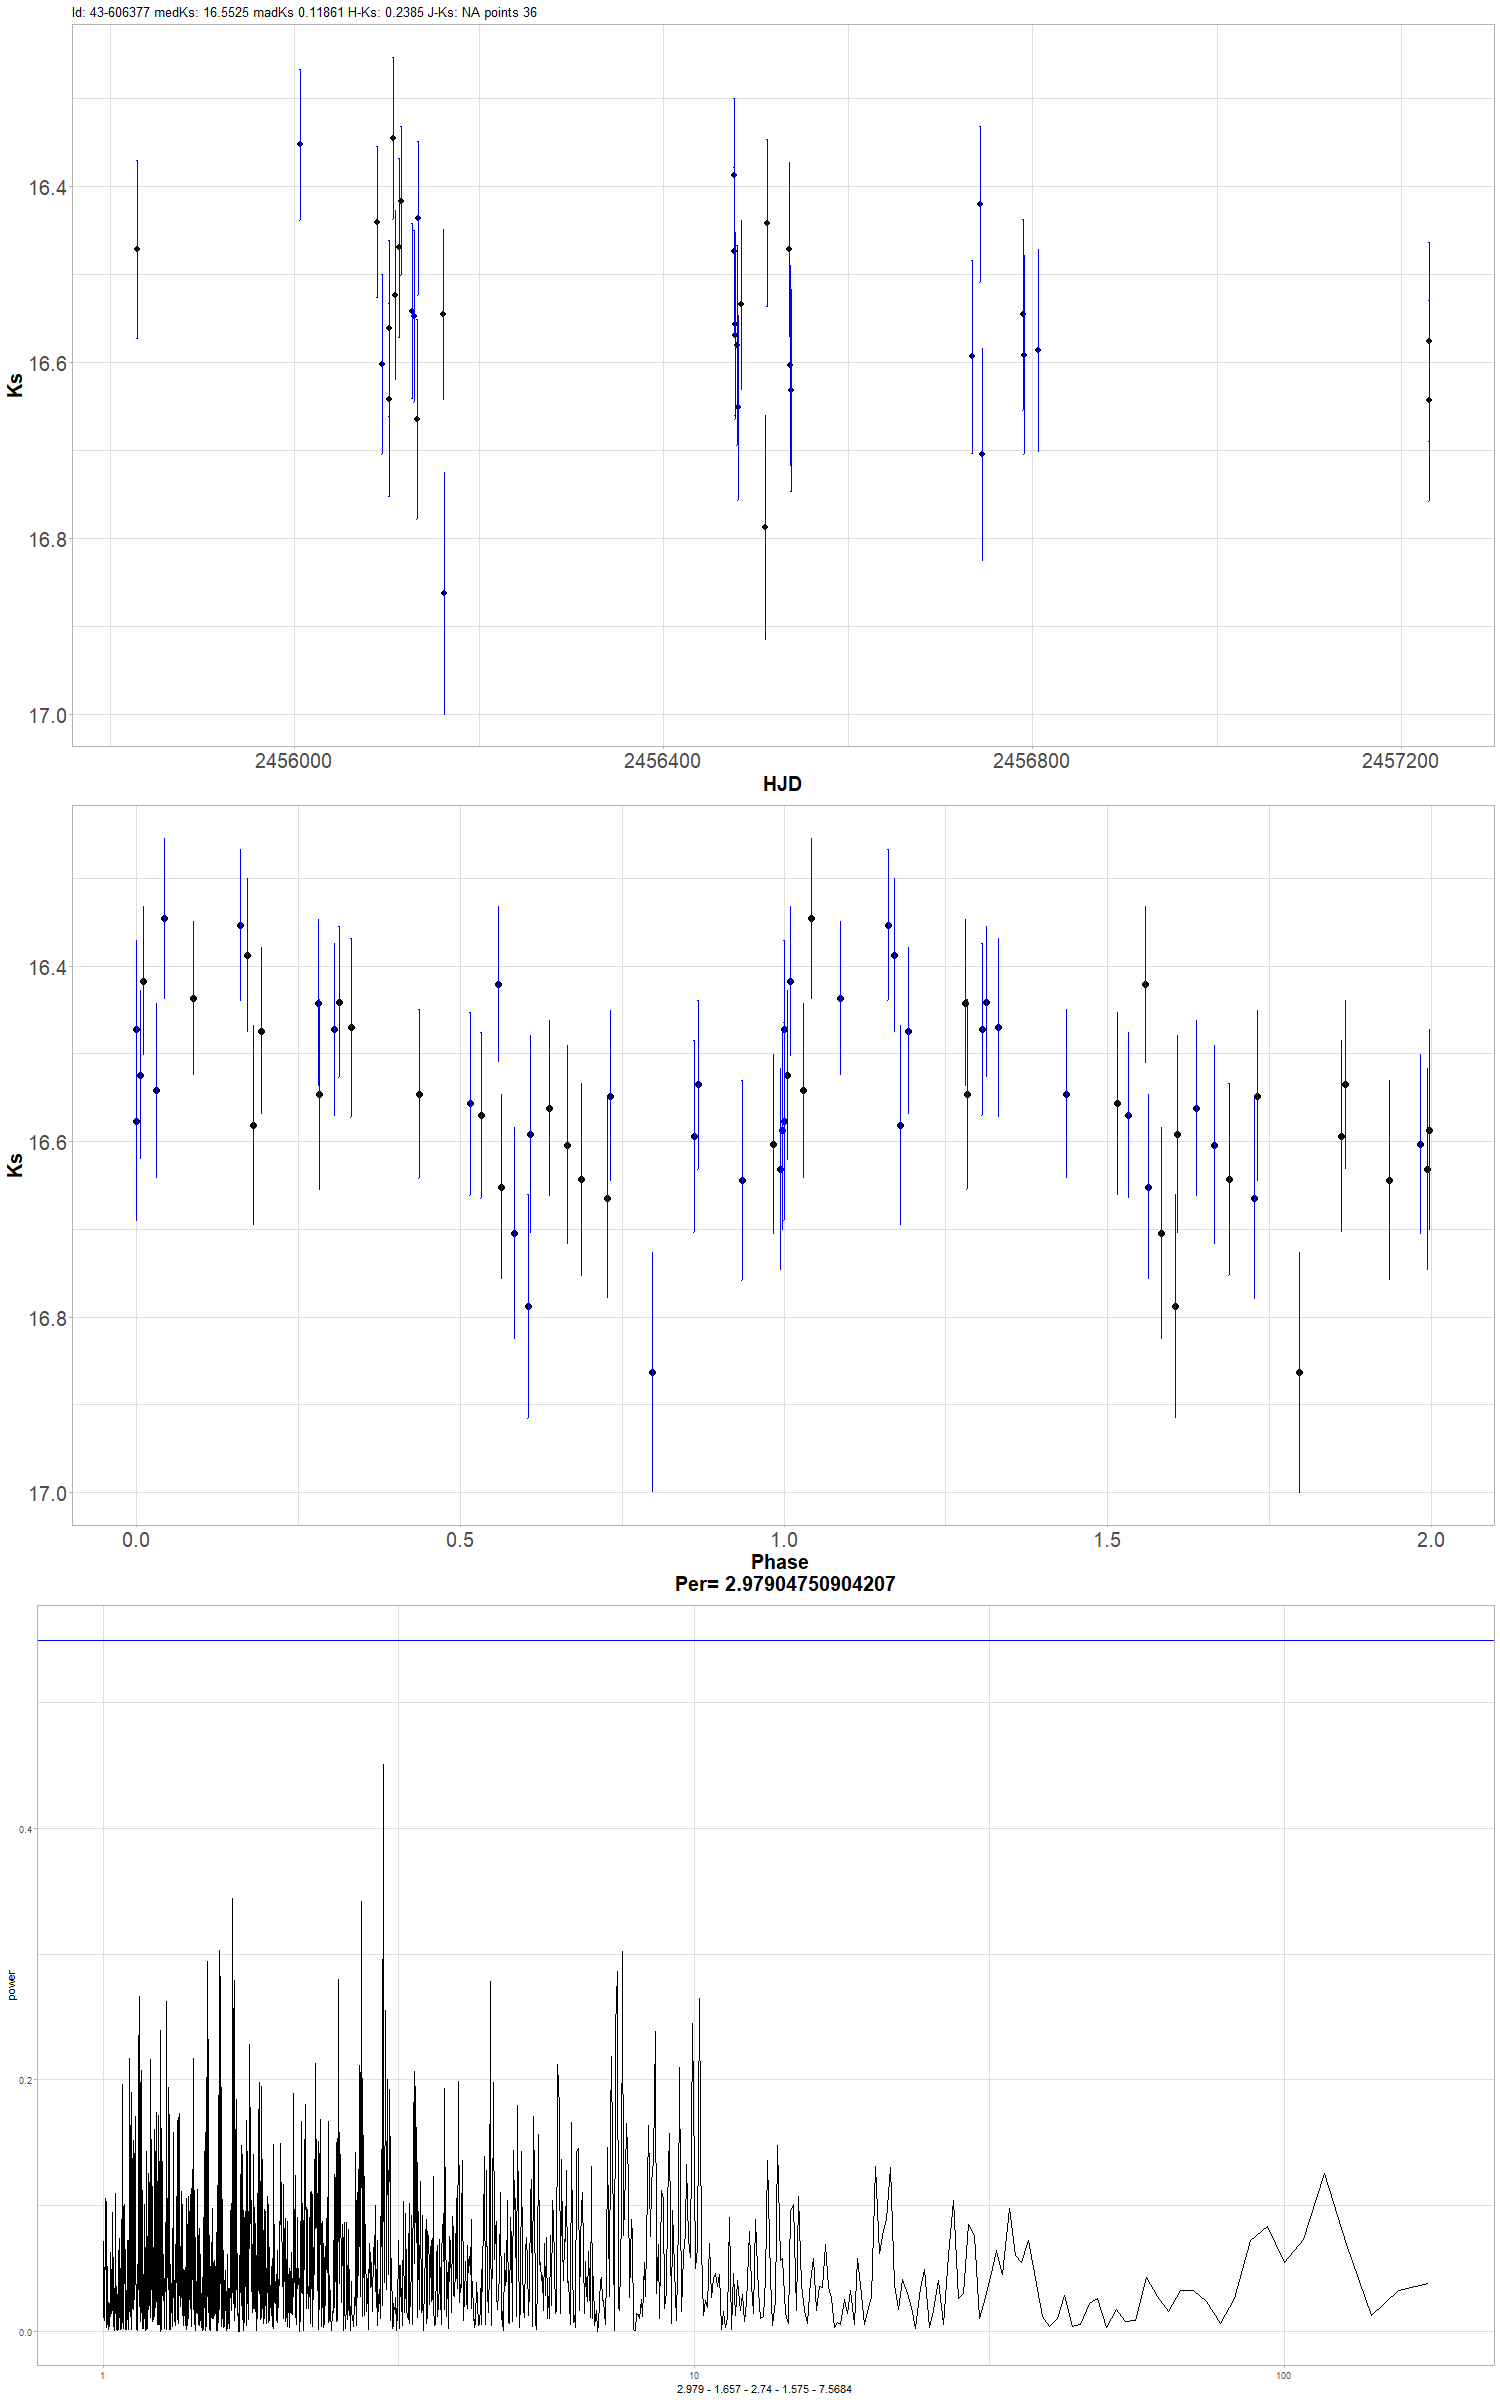 Id: 43-606377 medKs: 16.5525 madKs 0.11861 H-Ks: 0.2385 J-Ks: NA points 36
16.4
16.6
16.8
17.0
Ks
2456000 2456400 2456800 2457200
HJD
16.4
16.6
16.8
17.0
Ks
0.0 0.5 1.0 1.5 2.0
Phase
Per= 2.97904750904207
0.4
0.2
0.0
power
1 10 100
2.979 - 1.657 - 2.74 - 1.575 - 7.5684